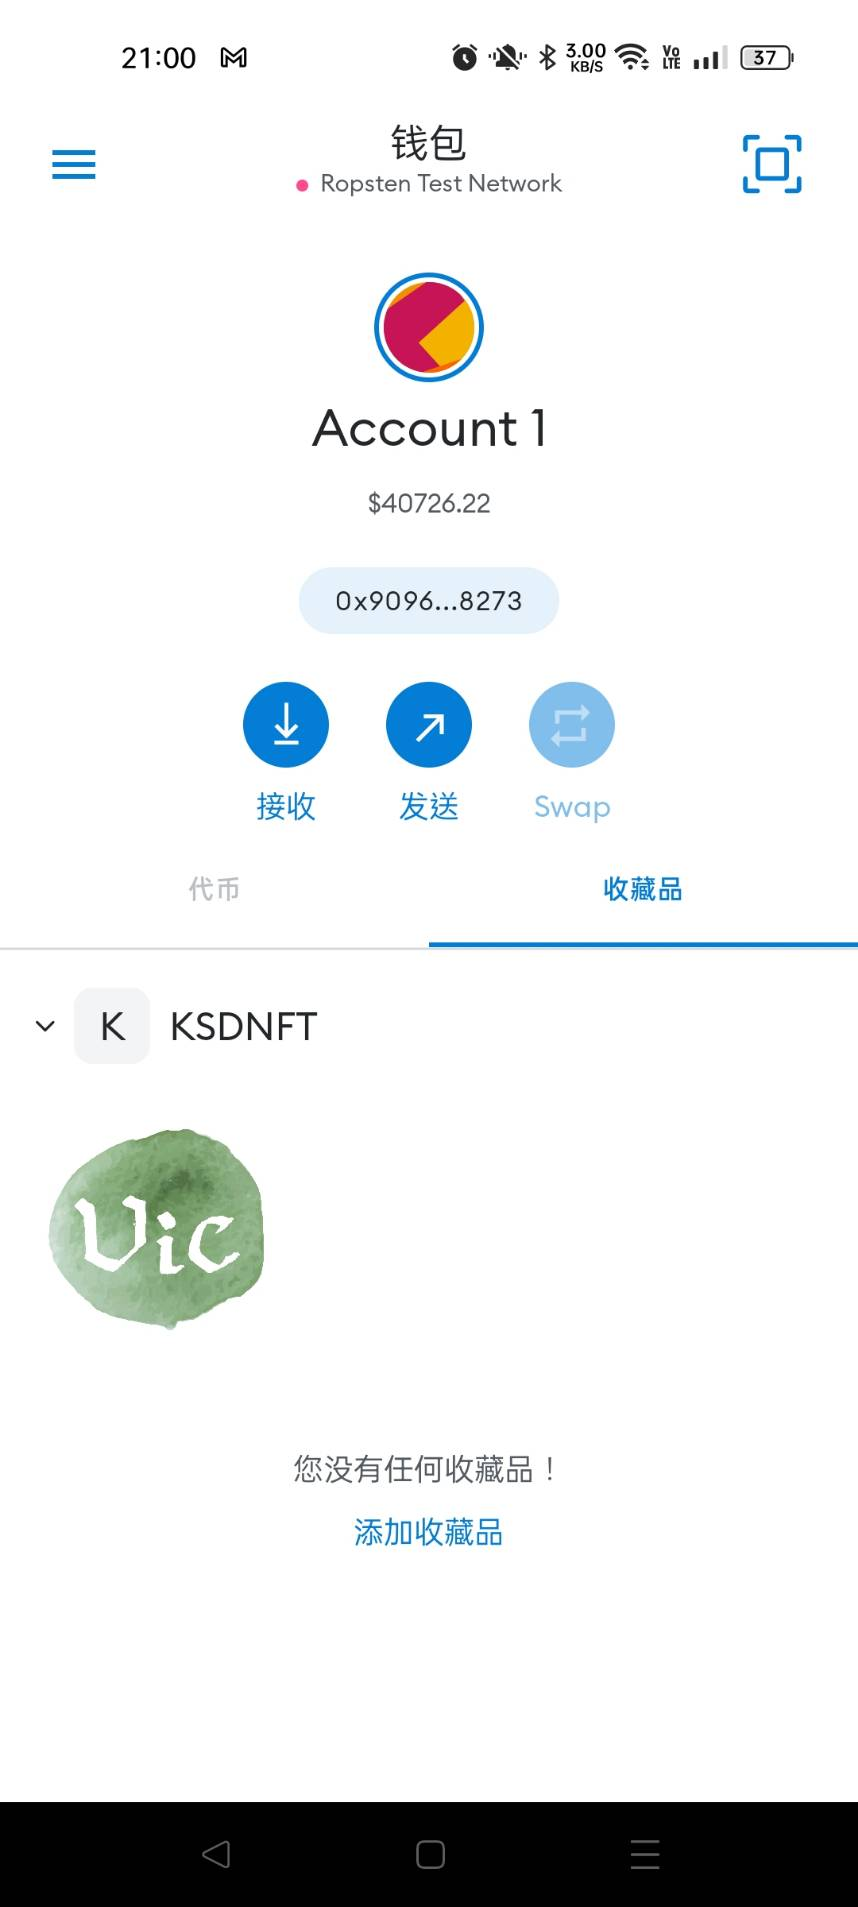 21:00
3.00
KB/S
Vo
LTE
37
钱包
Ropsten Test Network
Account 1
$40726.22
0x9096...8273
接收
发送
Swap
代币
收藏品
K
KSDNFT
Vic
您没有任何收藏品！
添加收藏品